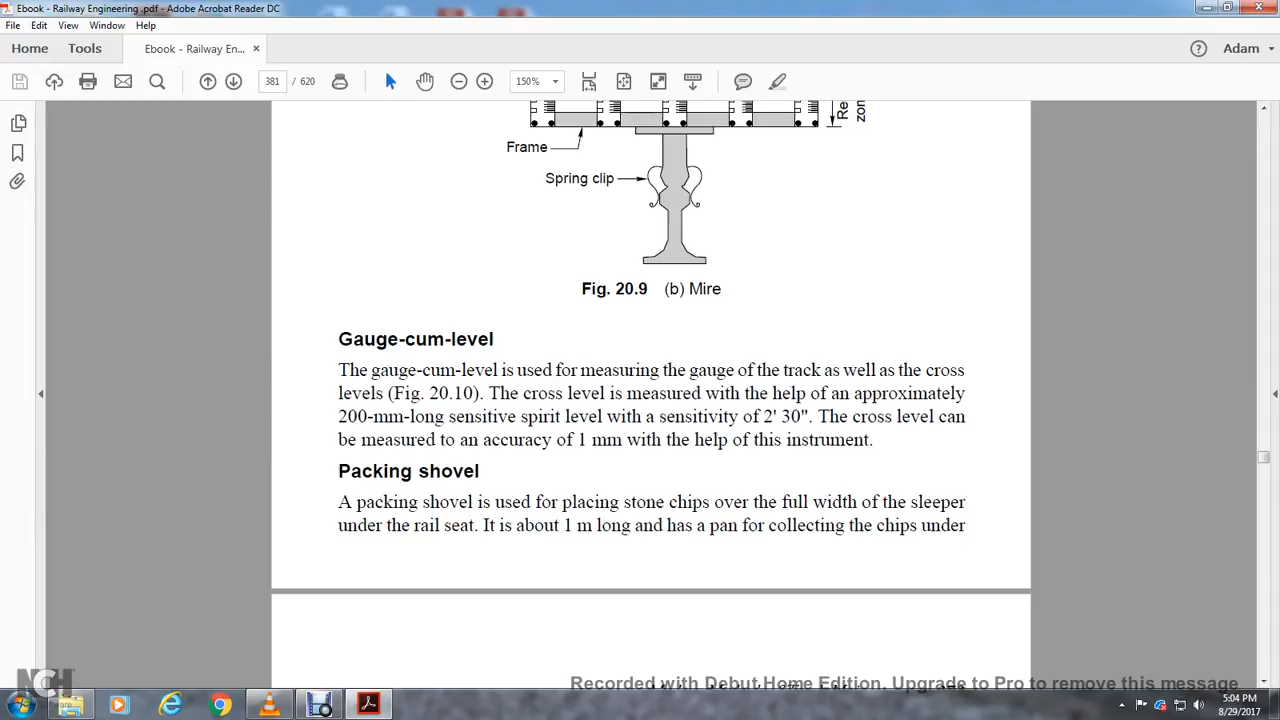 Ebook - Railway Engineering .pdf - Adobe Acrobat Reader DC
File Edit View Window Help
Home Tools Ebook - Railway En... × Adam
381 / 620 150%
Re
zon
Frame
Spring clip
Fig. 20.9 (b) Mire
Gauge-cum-level
The gauge-cum-level is used for measuring the gauge of the track as well as the cross
levels (Fig. 20.10). The cross level is measured with the help of an approximately
200-mm-long sensitive spirit level with a sensitivity of 2' 30". The cross level can
be measured to an accuracy of 1 mm with the help of this instrument.
Packing shovel
A packing shovel is used for placing stone chips over the full width of the sleeper
under the rail seat. It is about 1 m long and has a pan for collecting the chips under
NCH
Recorded with Debut Home Edition. Upgrade to Pro to remove this message
5:04 PM
8/29/2017